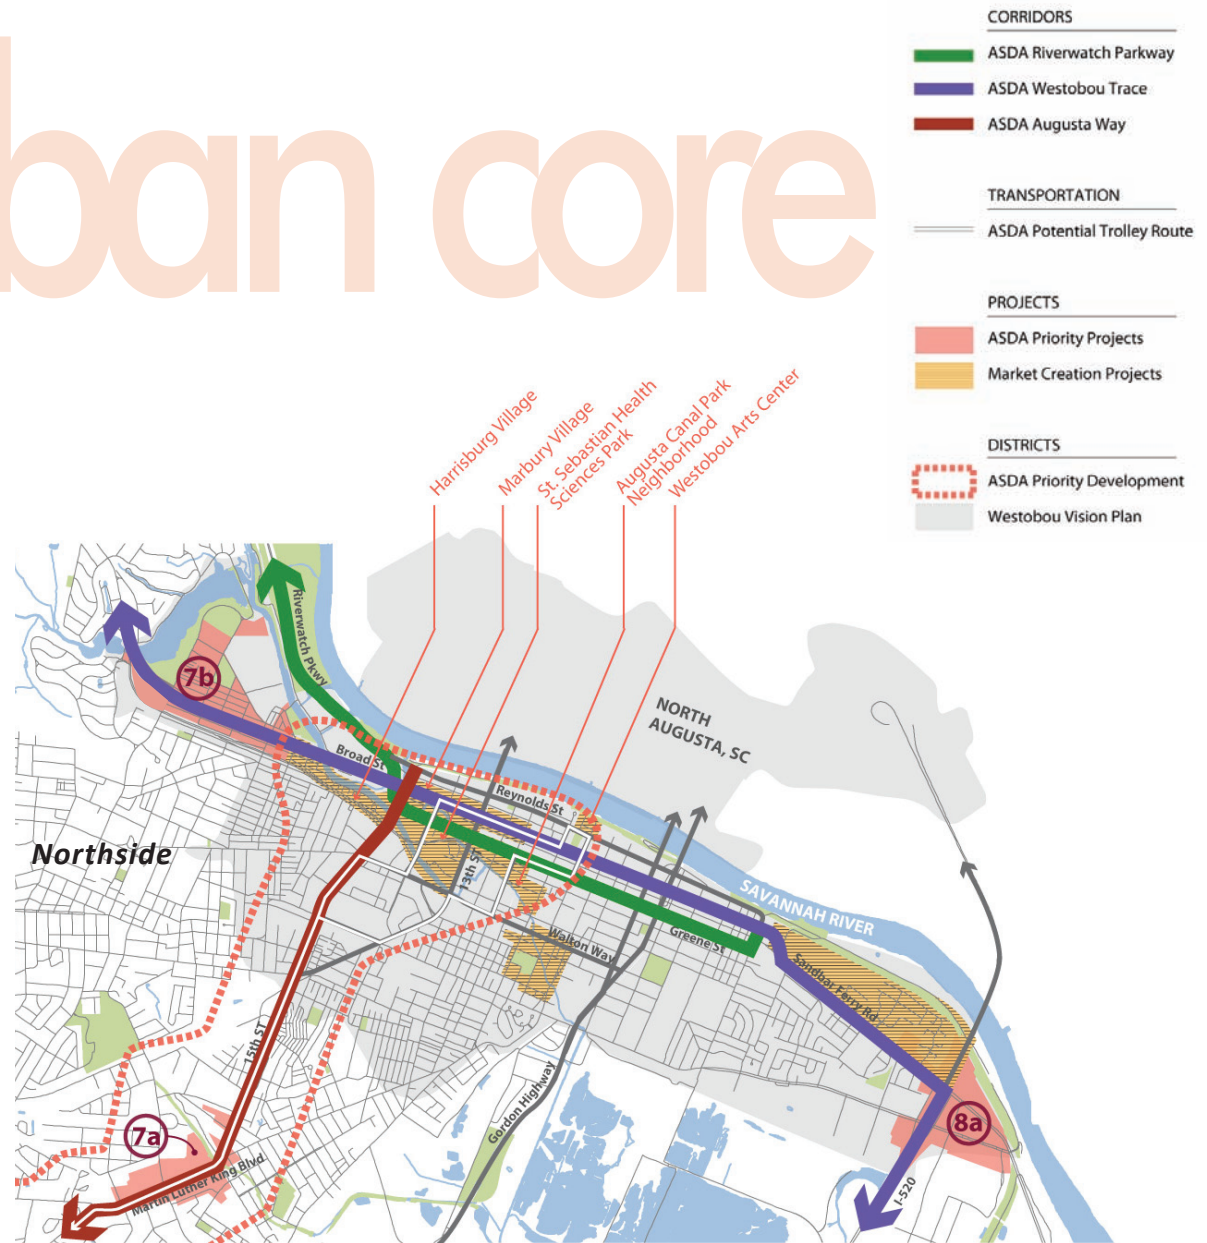 ban core
CORRIDORS
ASDA Riverwatch Parkway
ASDA Westobou Trace
ASDA Augusta Way
TRANSPORTATION
ASDA Potential Trolley Route
PROJECTS
ASDA Priority Projects
Market Creation Projects
DISTRICTS
ASDA Priority Development
Westobou Vision Plan
Harrisburg Village
Marbury Village
St. Sebastian Health
Sciences Park
Augusta Canal Park
Neighborhood
Westobou Arts Center
Riverwatch Pkwy
7b
NORTH
AUGUSTA, SC
Broad St
Reynolds St
Northside
13th ST
SAVANNAH RIVER
Greene St
Walton Way
Sandbar Ferry Rd
15th ST
Gordon Highway
7a
8a
Martin Luther King Blvd
I-520